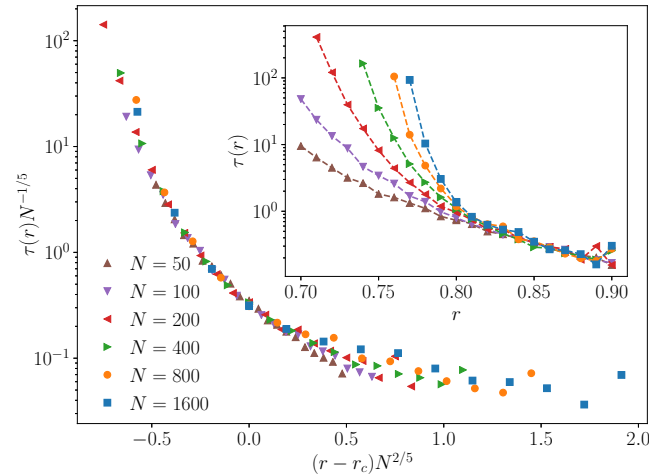 τ(r)N^{−1/5}
10^2
10^1
10^0
10^{−1}
−0.5
0.0
0.5
1.0
1.5
2.0
(r − r_c)N^{2/5}
N = 50
N = 100
N = 200
N = 400
N = 800
N = 1600
τ(r)
10^2
10^1
10^0
0.70
0.75
0.80
0.85
0.90
r